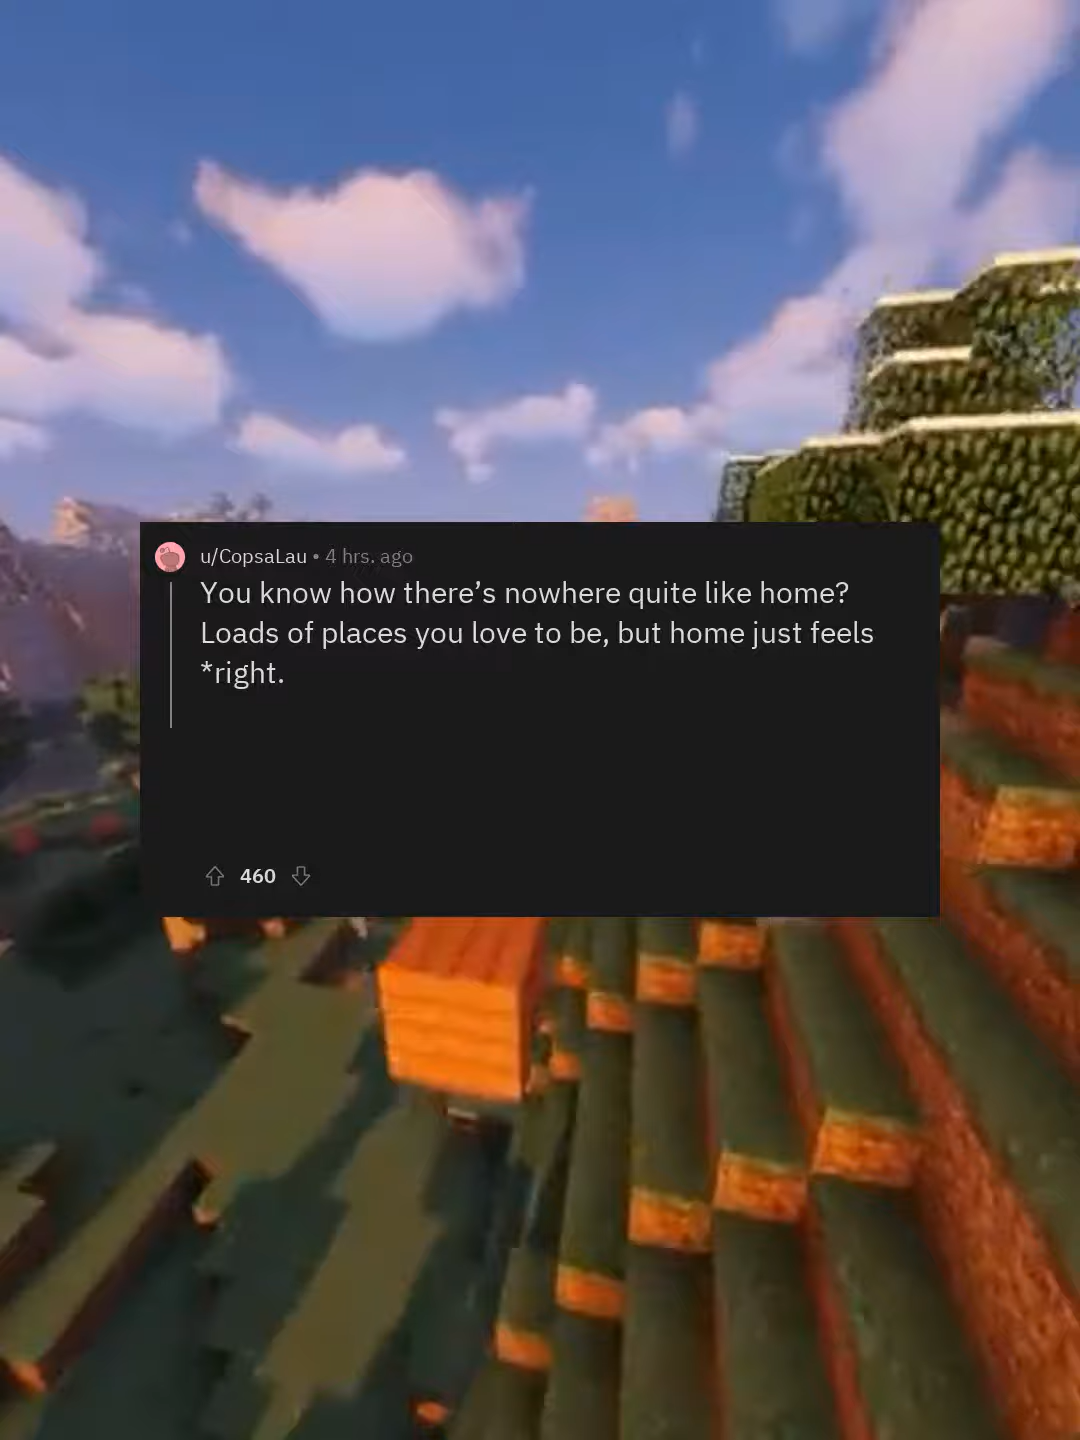 u/CopsaLau • 4 hrs. ago
You know how there’s nowhere quite like home?
Loads of places you love to be, but home just feels
*right.
460